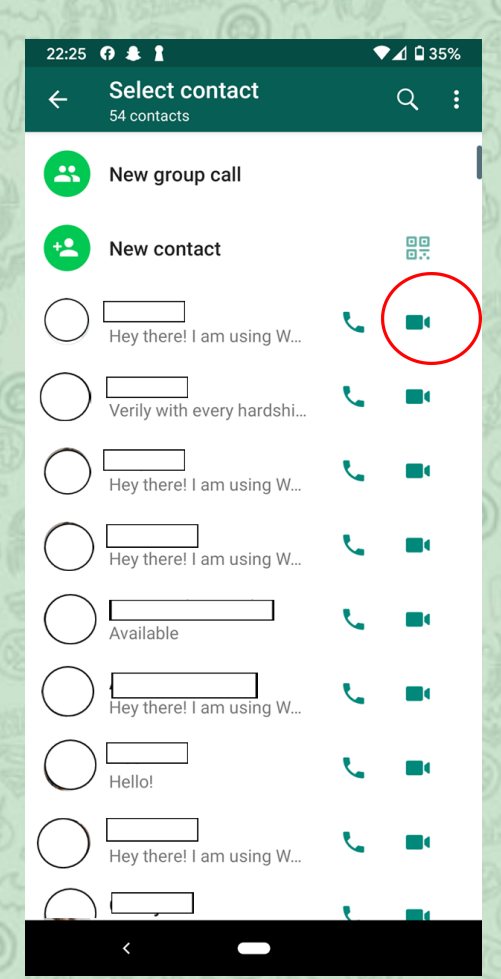 22:25
35%
Select contact
54 contacts
New group call
New contact
Hey there! I am using W...
Verily with every hardshi...
Hey there! I am using W...
Hey there! I am using W...
Available
Hey there! I am using W...
Hello!
Hey there! I am using W...